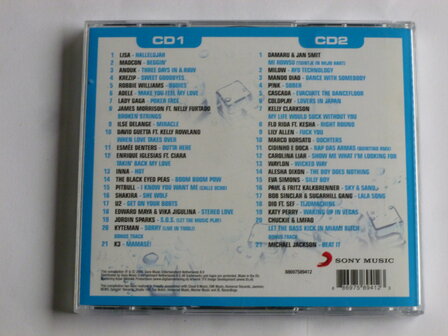 CD1
1 LISA - HALLELUJAH
2 MADCON - BEGGIN'
3 ANOUK - THREE DAYS IN A ROW
4 KREZIP - SWEET GOODBYES
5 ROBBIE WILLIAMS - BODIES
6 ADELE - MAKE YOU FEEL MY LOVE
7 LADY GAGA - POKER FACE
8 JAMES MORRISON FT. NELLY FURTADO
BROKEN STRINGS
9 ILSE DELANGE - MIRACLE
10 DAVID GUETTA FT. KELLY ROWLAND
WHEN LOVE TAKES OVER
11 ESMÉE DENTERS - OUTTA HERE
12 ENRIQUE IGLESIAS FT. CIARA
TAKIN' BACK MY LOVE
13 INNA - HOT
14 THE BLACK EYED PEAS - BOOM BOOM POW
15 PITBULL - I KNOW YOU WANT ME (CALLE OCHO)
16 SHAKIRA - SHE WOLF
17 U2 - GET ON YOUR BOOTS
18 EDWARD MAYA & VIKA JIGULINA - STEREO LOVE
19 JORDIN SPARKS - S.O.S. (LET THE MUSIC PLAY)
20 KYTEMAN - SORRY
BONUS TRACK
21 K3 - MAMASE!
CD2
1 DAMARU & JAN SMIT
MI ROWSU (TUINTJE IN MIJN HART)
2 MILOW - AYO TECHNOLOGY
3 MANDO DIAO - DANCE WITH SOMEBODY
4 P!NK - SOBER
5 CASCADA - EVACUATE THE DANCEFLOOR
6 COLDPLAY - LOVERS IN JAPAN
7 KELLY CLARKSON
MY LIFE WOULD SUCK WITHOUT YOU
8 FLO RIDA FT. KESHA - RIGHT ROUND
9 LILY ALLEN - FUCK YOU
10 MARCO BORSATO - DOCHTERS
11 CIDINHO E DOCA - RAP DAS ARMAS
12 CAROLINA LIAR - SHOW ME WHAT I'M LOOKING FOR
13 WAYLON - WICKED WAY
14 ALESHA DIXON - THE BOY DOES NOTHING
15 EVA SIMONS - SILLY BOY
16 PAUL & FRITZ KALKBRENNER - SKY & SAND
17 BOB SINCLAR & SUGARHILL GANG - LALA SONG
18 DIO FT. SEF - TIJDMACHINE
19 KATY PERRY - WAKING UP IN VEGAS
20 CHUCKIE & LMFAO
LET THE BASS KICK IN MIAMI BITCH
BONUS TRACK
21 MICHAEL JACKSON - BEAT IT
88697589412
SONY MUSIC
8 86975 89412 3